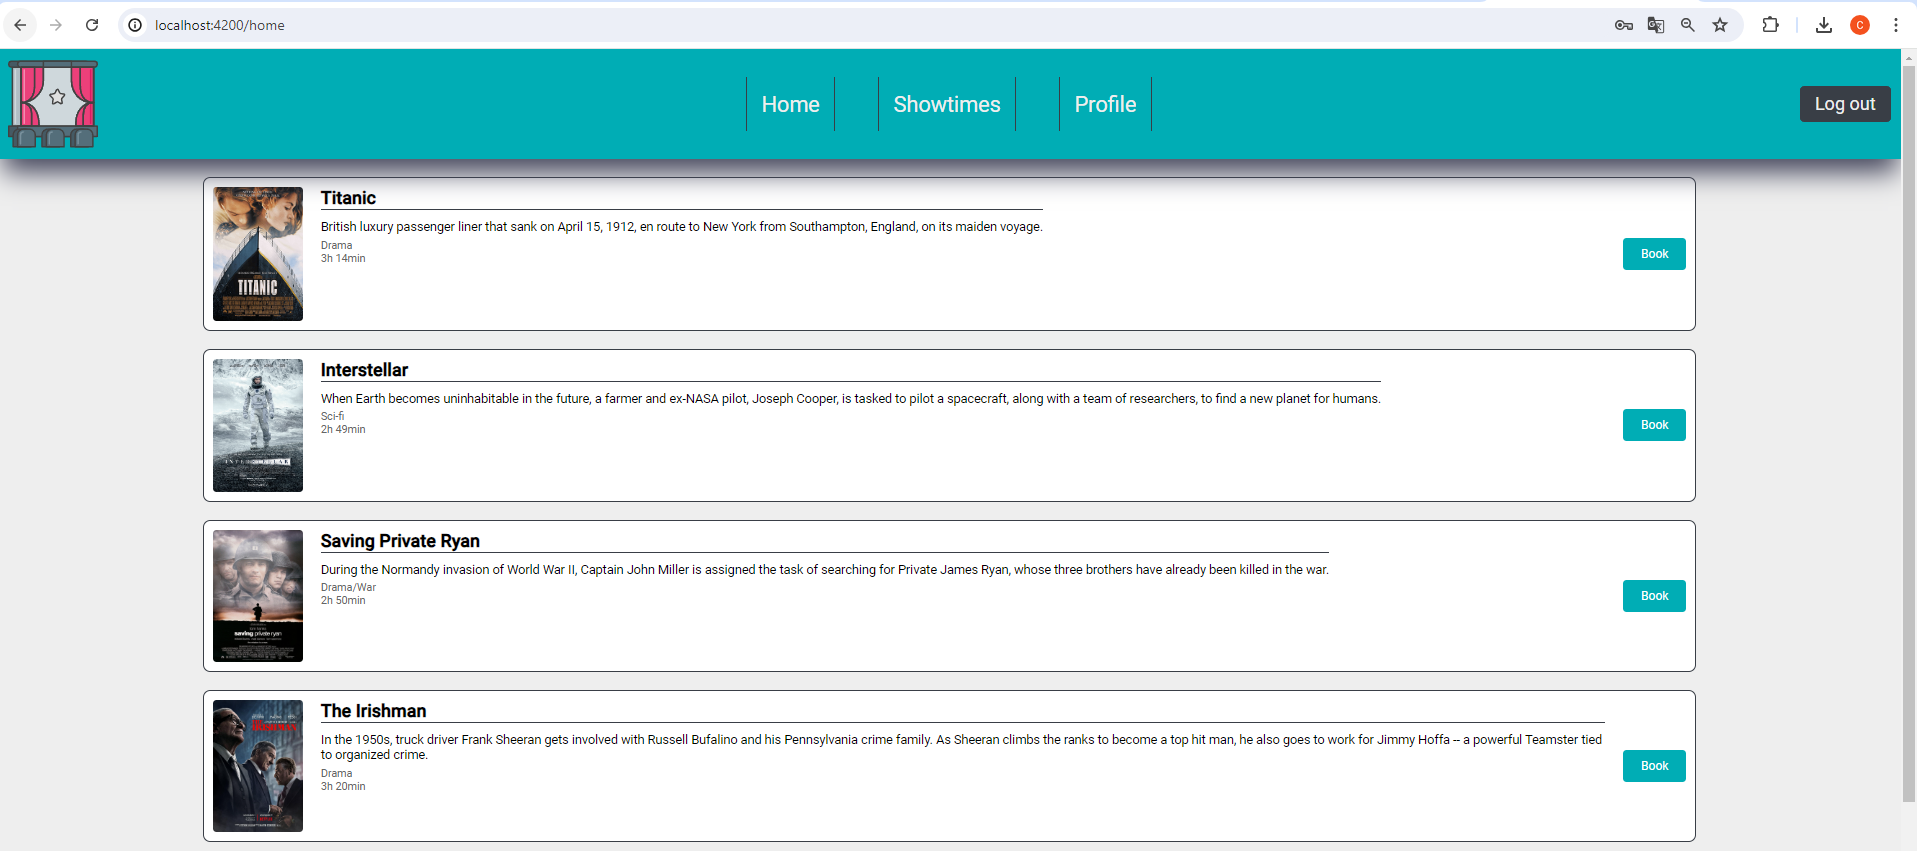 localhost:4200/home
C
Home
Showtimes
Profile
Log out
Titanic
British luxury passenger liner that sank on April 15, 1912, en route to New York from Southampton, England, on its maiden voyage.
Drama
3h 14min
TITANIC
Book
Interstellar
When Earth becomes uninhabitable in the future, a farmer and ex-NASA pilot, Joseph Cooper, is tasked to pilot a spacecraft, along with a team of researchers, to find a new planet for humans.
Sci-fi
2h 49min
Book
Saving Private Ryan
During the Normandy invasion of World War II, Captain John Miller is assigned the task of searching for Private James Ryan, whose three brothers have already been killed in the war.
Drama/War
2h 50min
saving private ryan
Book
The Irishman
In the 1950s, truck driver Frank Sheeran gets involved with Russell Bufalino and his Pennsylvania crime family. As Sheeran climbs the ranks to become a top hit man, he also goes to work for Jimmy Hoffa -- a powerful Teamster tied
to organized crime.
Drama
3h 20min
Book